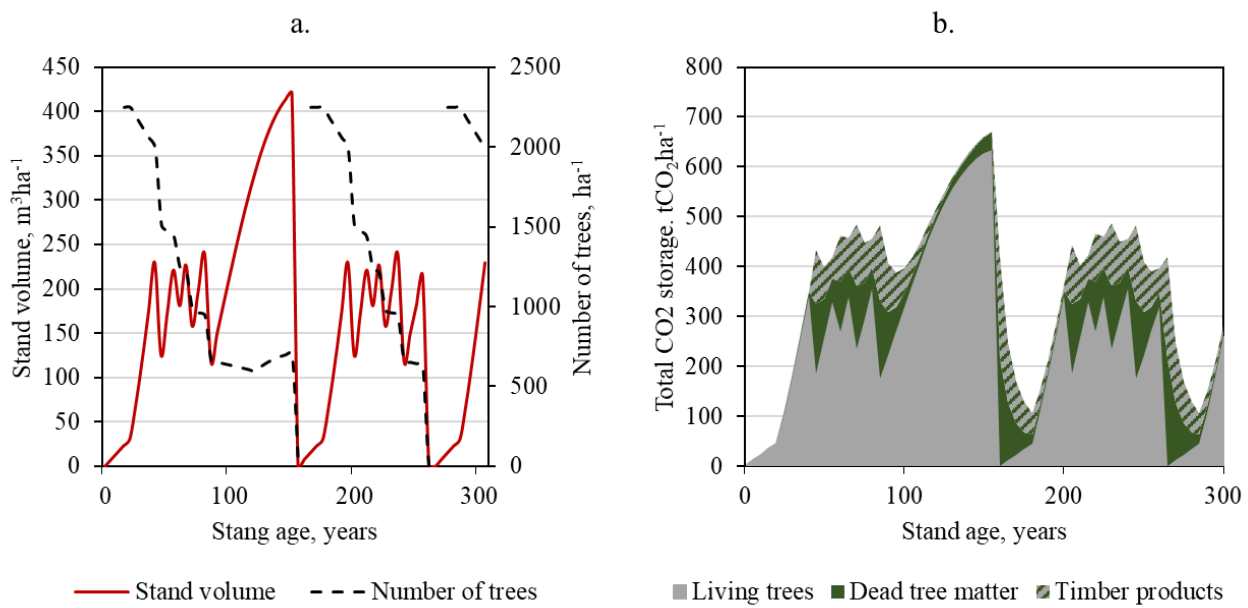 a.
Stand volume, m³ha⁻¹
450
400
350
300
250
200
150
100
50
0
2500
2000
1500
1000
500
0
Number of trees, ha⁻¹
0 100 200 300
Stang age, years
Stand volume Number of trees
b.
Total CO2 storage. tCO₂ha⁻¹
800
700
600
500
400
300
200
100
0
0 100 200 300
Stand age, years
Living trees Dead tree matter Timber products